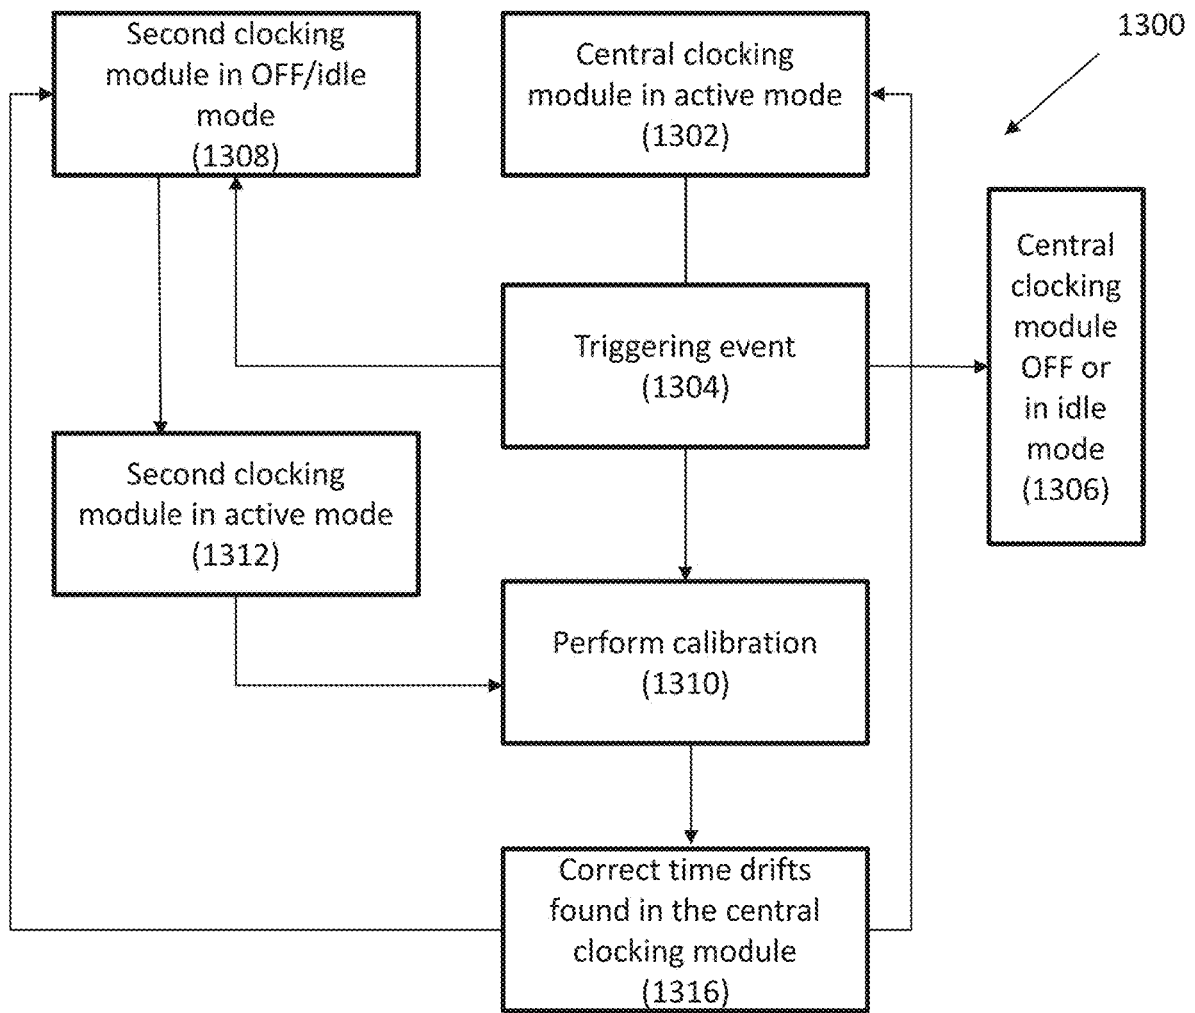 1300
Second clocking
module in OFF/idle
mode
(1308)
Central clocking
module in active mode
(1302)
Central
clocking
module
OFF or
in idle
mode
(1306)
Triggering event
(1304)
Second clocking
module in active mode
(1312)
Perform calibration
(1310)
Correct time drifts
found in the central
clocking module
(1316)